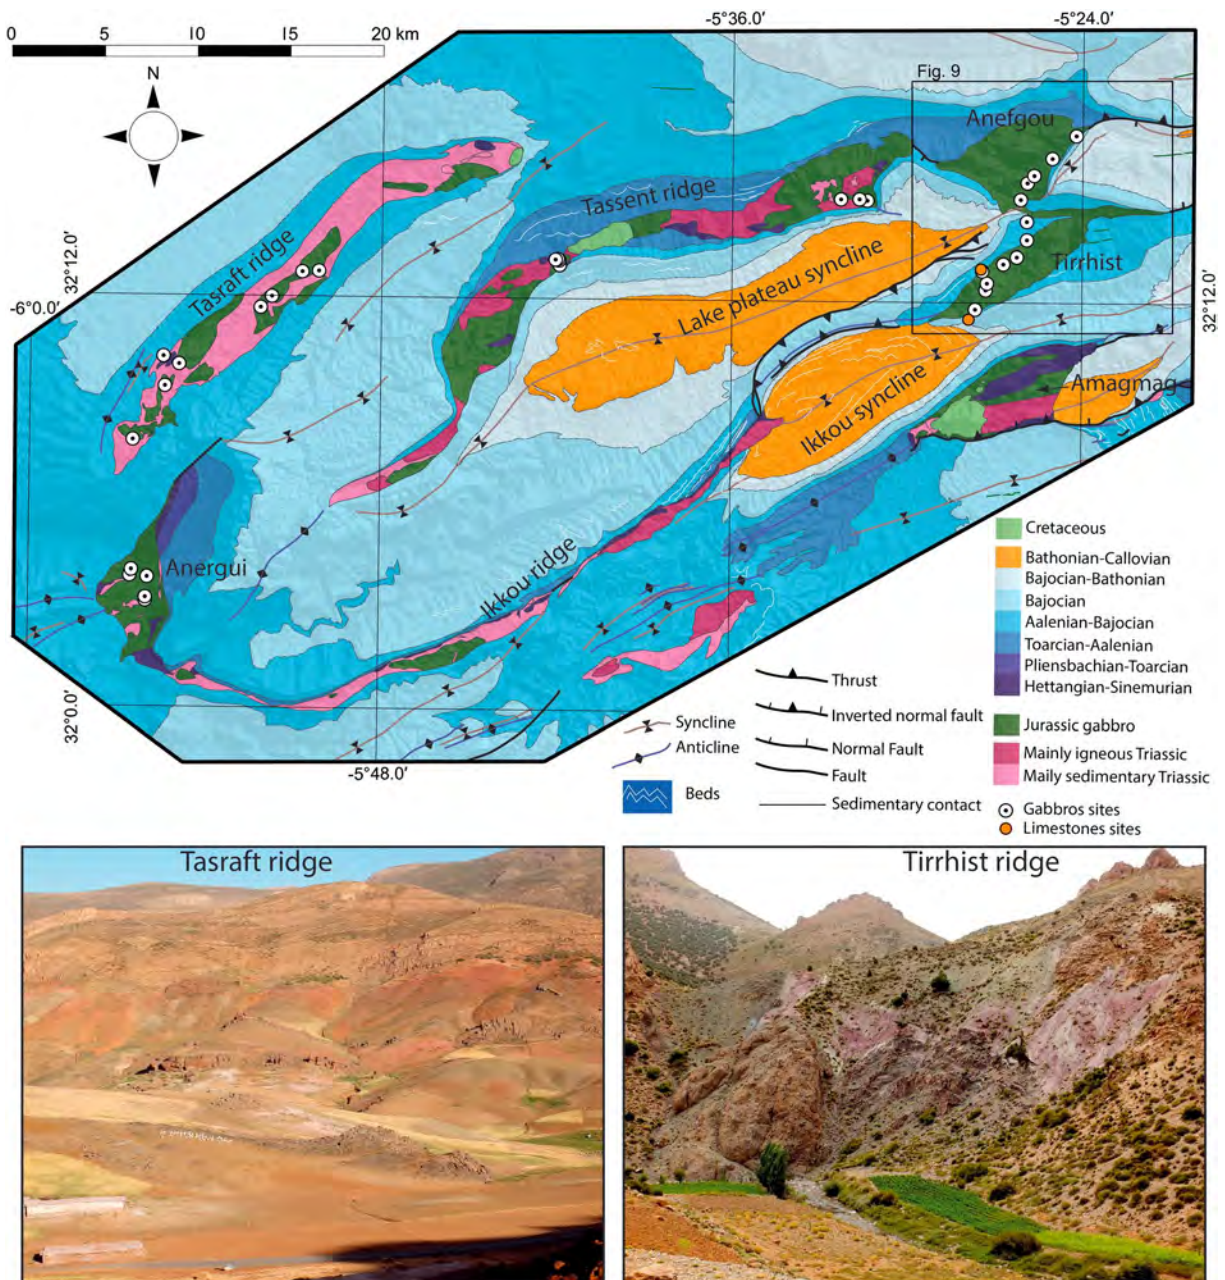 0 5 10 15 20 km
N
-5°36.0'
-5°24.0'
Fig. 9
Anefgou
Tassent ridge
Tasraft ridge
32°12.0'
-6°0.0'
Lake plateau syncline
Tirrhist
32°12.0'
Ikkou syncline
Amagmag
Anergui
Ikkou ridge
32°0.0'
-5°48.0'
Cretaceous
Bathonian-Callovian
Bajocian-Bathonian
Bajocian
Aalenian-Bajocian
Toarcian-Aalenian
Pliensbachian-Toarcian
Hettangian-Sinemurian
Jurassic gabbro
Mainly igneous Triassic
Maily sedimentary Triassic
Gabbros sites
Limestones sites
Thrust
Inverted normal fault
Normal Fault
Fault
Sedimentary contact
Syncline
Anticline
Beds
Tasraft ridge
Tirrhist ridge